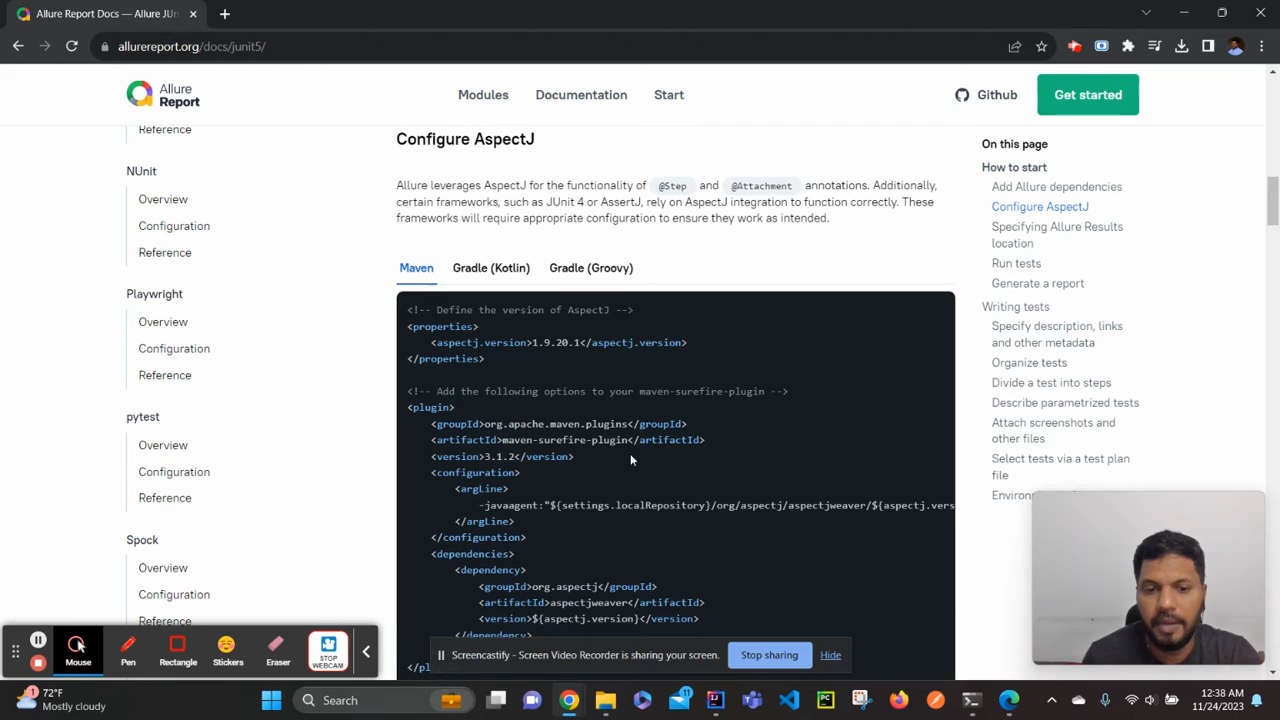 Allure Report Docs — Allure JUn
allurereport.org/docs/junit5/
Allure
Report
Modules
Documentation
Start
Github
Get started
Reference
NUnit
Overview
Configuration
Reference
Playwright
Overview
Configuration
Reference
pytest
Overview
Configuration
Reference
Spock
Overview
Configuration
Reference
Configure AspectJ
Allure leverages AspectJ for the functionality of @Step and @Attachment annotations. Additionally,
certain frameworks, such as JUnit 4 or AssertJ, rely on AspectJ integration to function correctly. These
frameworks will require appropriate configuration to ensure they work as intended.
Maven Gradle (Kotlin) Gradle (Groovy)
<!-- Define the version of AspectJ -->
<properties>
<aspectj.version>1.9.20.1</aspectj.version>
</properties>
<!-- Add the following options to your maven-surefire-plugin -->
<plugin>
<groupId>org.apache.maven.plugins</groupId>
<artifactId>maven-surefire-plugin</artifactId>
<version>3.1.2</version>
<configuration>
<argLine>
-javaagent:"${settings.localRepository}/org/aspectj/aspectjweaver/${aspectj.vers
</argLine>
</configuration>
<dependencies>
<dependency>
<groupId>org.aspectj</groupId>
<artifactId>aspectjweaver</artifactId>
<version>${aspectj.version}</version>
</dependency>
</pl
On this page
How to start
Add Allure dependencies
Configure AspectJ
Specifying Allure Results
location
Run tests
Generate a report
Writing tests
Specify description, links
and other metadata
Organize tests
Divide a test into steps
Describe parametrized tests
Attach screenshots and
other files
Select tests via a test plan
file
Environ
Mouse
Pen
Rectangle
Stickers
Eraser
STOP
WEBCAM
Screencastify - Screen Video Recorder is sharing your screen.
Stop sharing
Hide
72°F
Mostly cloudy
Search
11
12:38 AM
11/24/2023